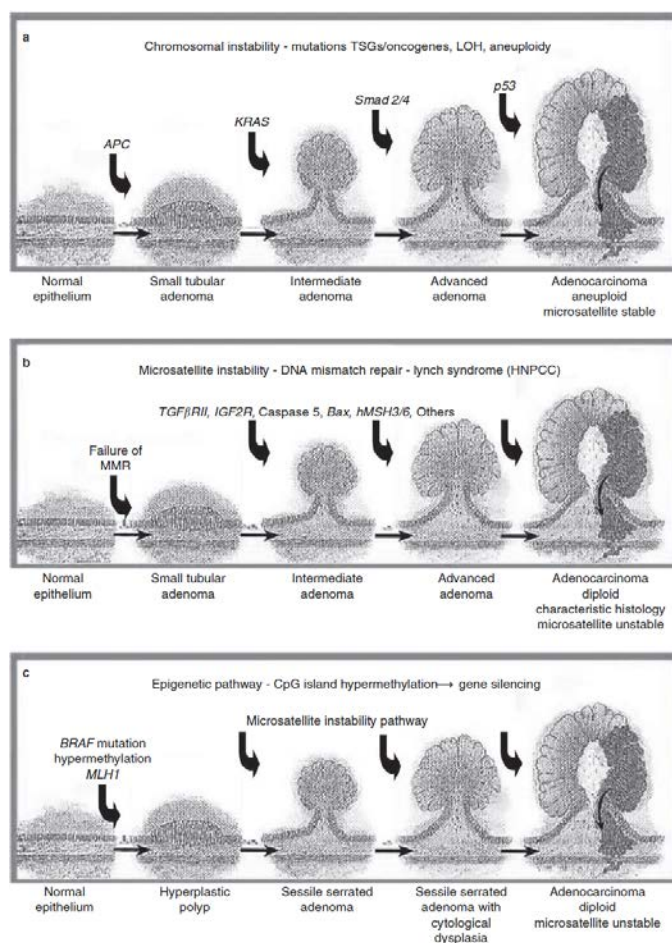 a
Chromosomal instability - mutations TSGs/oncogenes, LOH, aneuploidy
APC
KRAS
Smad 2/4
p53
Normal
epithelium
Small tubular
adenoma
Intermediate
adenoma
Advanced
adenoma
Adenocarcinoma
aneuploid
microsatellite stable
b
Microsatellite instability - DNA mismatch repair - lynch syndrome (HNPCC)
TGFβRII, IGF2R, Caspase 5, Bax, hMSH3/6, Others
Failure of
MMR
Normal
epithelium
Small tubular
adenoma
Intermediate
adenoma
Advanced
adenoma
Adenocarcinoma
diploid
characteristic histology
microsatellite unstable
c
Epigenetic pathway - CpG island hypermethylation→ gene silencing
Microsatellite instability pathway
BRAF mutation
hypermethylation
MLH1
Normal
epithelium
Hyperplastic
polyp
Sessile serrated
adenoma
Sessile serrated
adenoma with
cytological
dysplasia
Adenocarcinoma
diploid
microsatellite unstable